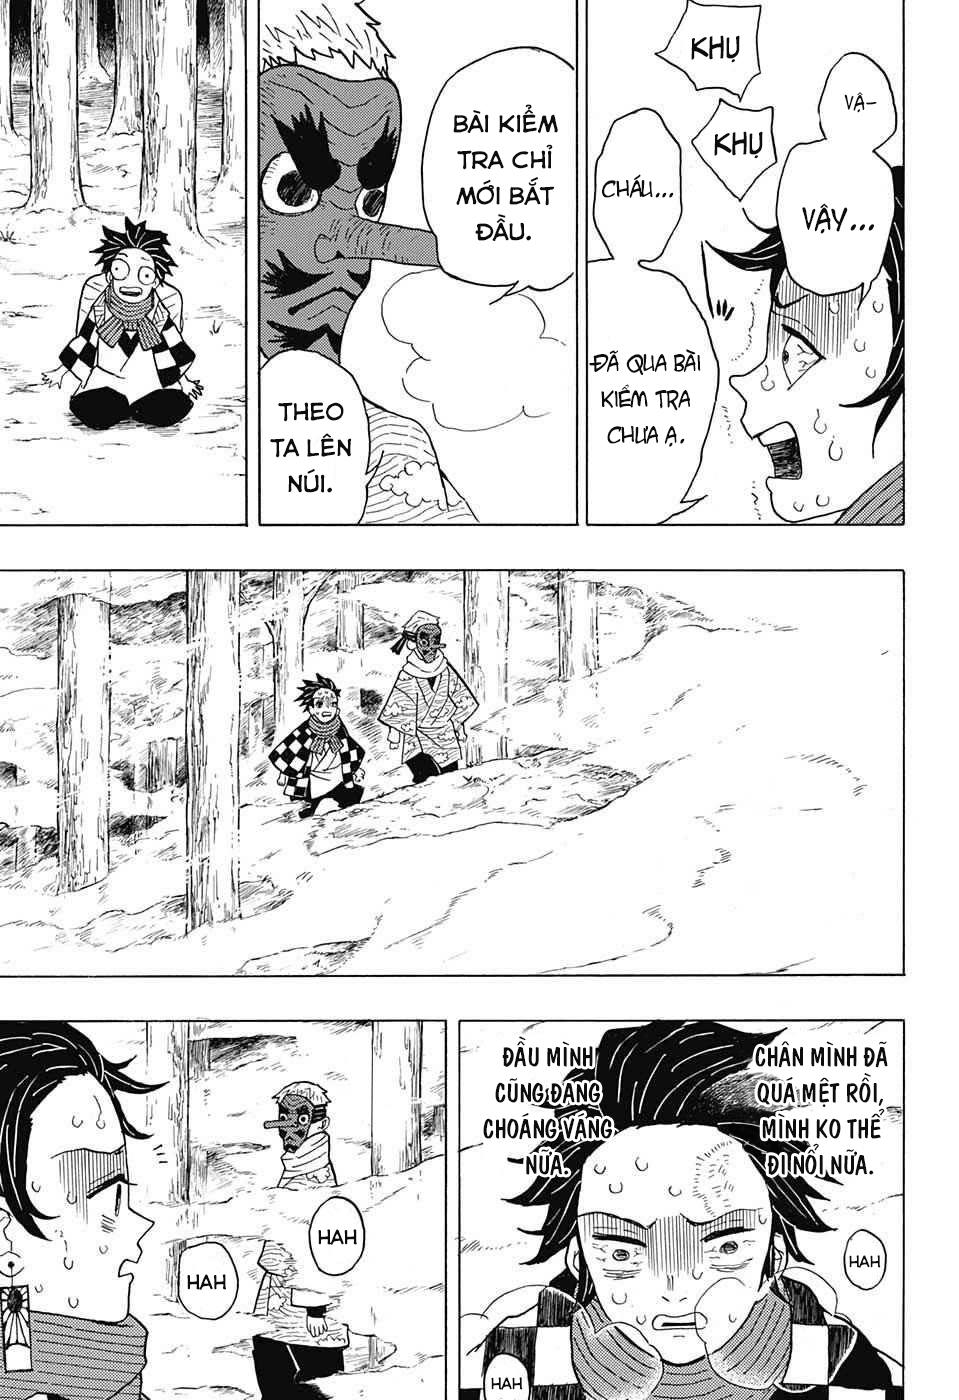 VẬ-
VẬY...
KHỤ
KHỤ
CHÁU...
ĐÃ QUA BÀI
KIỂM TRA
CHƯA Ạ.
BÀI KIỂM
TRA CHỈ
MỚI BẮT
ĐẦU.
THEO
TA LÊN
NÚI.
CHÂN MÌNH ĐÃ
QUÁ MỆT RỒI,
MÌNH KO THỂ
ĐI NỔI NỮA.
ĐẦU MÌNH
CŨNG ĐANG
CHOÁNG VÁNG
NỮA.
HAH
HAH
HAH
HAH